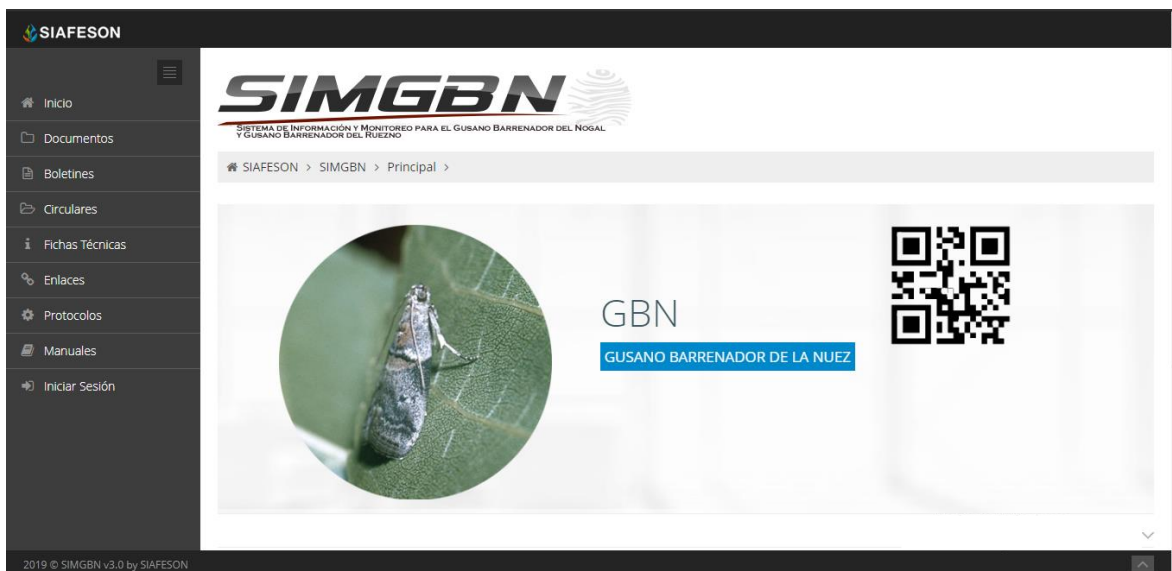 SIAFESON
Inicio
Documentos
Boletines
Circulares
Fichas Técnicas
Enlaces
Protocolos
Manuales
Iniciar Sesión
SIMGBN
SISTEMA DE INFORMACIÓN Y MONITOREO PARA EL GUSANO BARRENADOR DEL NOGAL
Y GUSANO BARRENADOR DEL RUEZNO
SIAFESON > SIMGBN > Principal >
GBN
GUSANO BARRENADOR DE LA NUEZ
2019 © SIMGBN v3.0 by SIAFESON